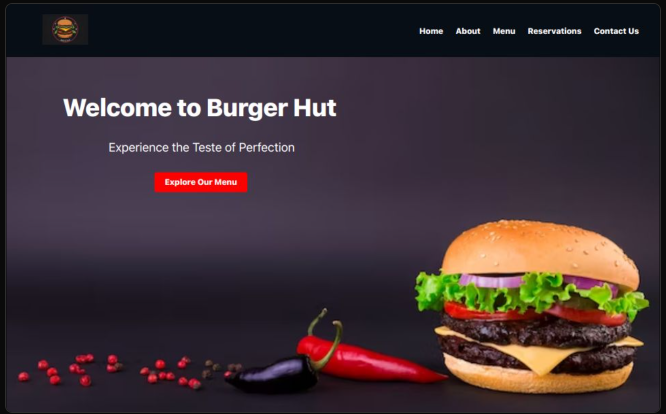 Home About Menu Reservations Contact Us
Welcome to Burger Hut
Experience the Teste of Perfection
Explore Our Menu